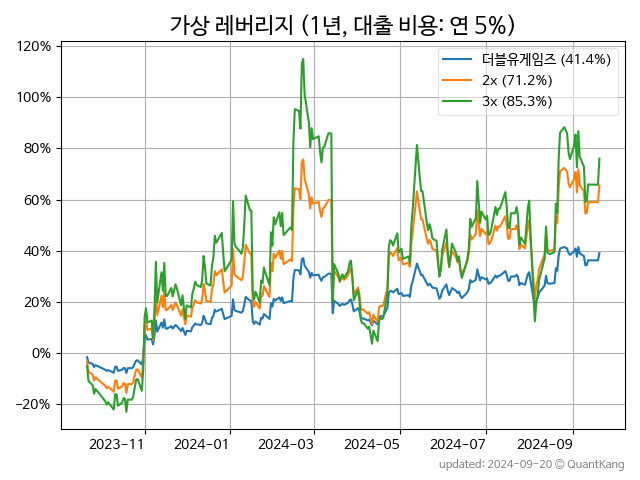 가상 레버리지 (1년, 대출 비용: 연 5%)
120%
100%
80%
60%
40%
20%
0%
−20%
더블유게임즈 (41.4%)
2x (71.2%)
3x (85.3%)
2023-11
2024-01
2024-03
2024-05
2024-07
2024-09
updated: 2024-09-20 © QuantKang